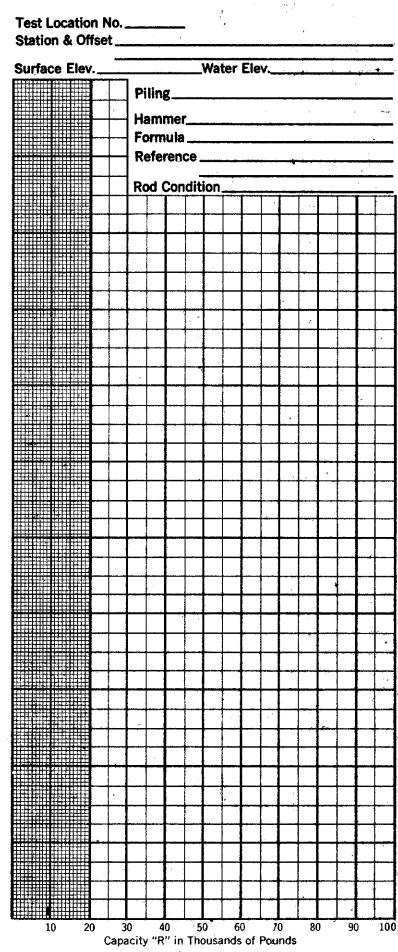 Test Location No.
Station & Offset
Surface Elev. Water Elev.
Piling
Hammer
Formula
Reference
Rod Condition
10 20 30 40 50 60 70 80 90 100
Capacity "R" in Thousands of Pounds